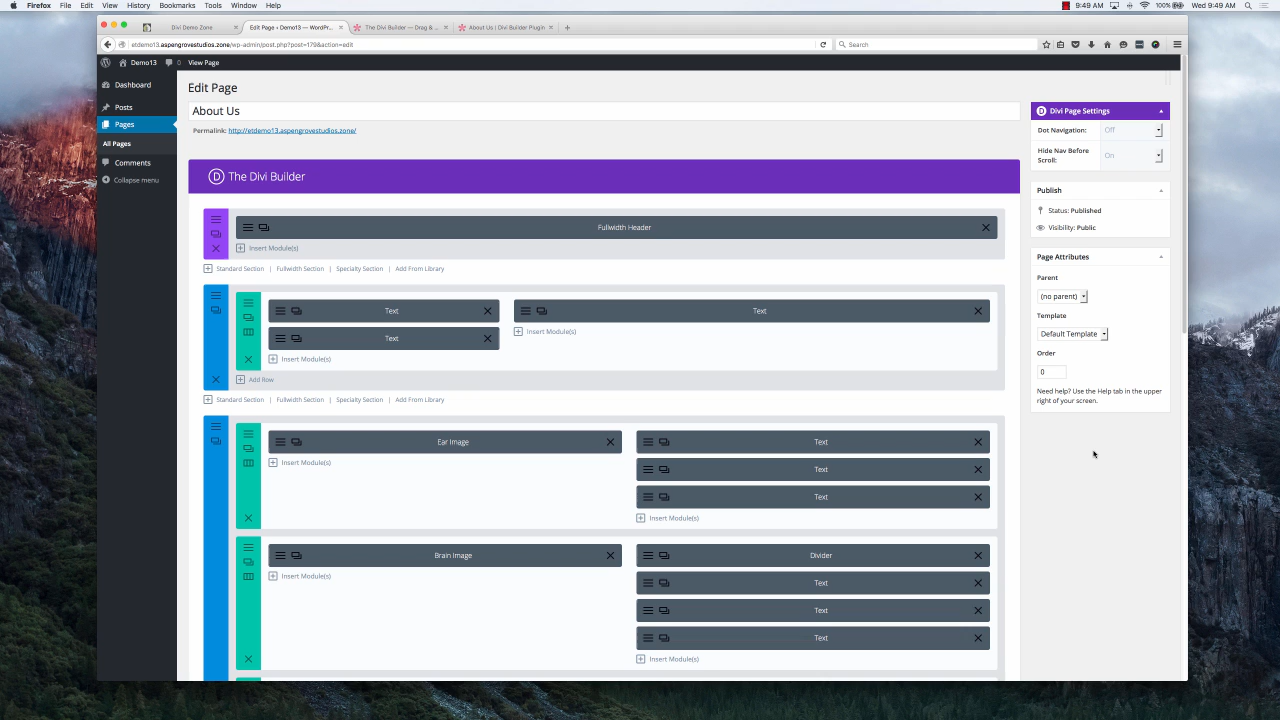 Firefox File Edit View History Bookmarks Tools Window Help 9:49 AM 100% Wed 9:49 AM
Divi Demo Zone × Edit Page ‹ Demo13 — WordPr... × The Divi Builder — Drag & ... × About Us | Divi Builder Plugin × +
etdemo13.aspengrovestudios.zone/wp-admin/post.php?post=179&action=edit Search
Demo13 0 View Page
Dashboard
Posts
Pages
All Pages
Comments
Collapse menu
Edit Page
About Us
Permalink: http://etdemo13.aspengrovestudios.zone/
D The Divi Builder
Fullwidth Header
Insert Module(s)
Standard Section | Fullwidth Section | Specialty Section | Add From Library
Text Text
Insert Module(s)
Text
Insert Module(s)
Add Row
Standard Section | Fullwidth Section | Specialty Section | Add From Library
Ear Image Text
Insert Module(s) Text
Text
Insert Module(s)
Brain Image Divider
Insert Module(s) Text
Text
Text
Insert Module(s)
D Divi Page Settings
Dot Navigation: Off
Hide Nav Before
Scroll:
On
Publish
Status: Published
Visibility: Public
Page Attributes
Parent
(no parent)
Template
Default Template
Order
0
Need help? Use the Help tab in the upper
right of your screen.